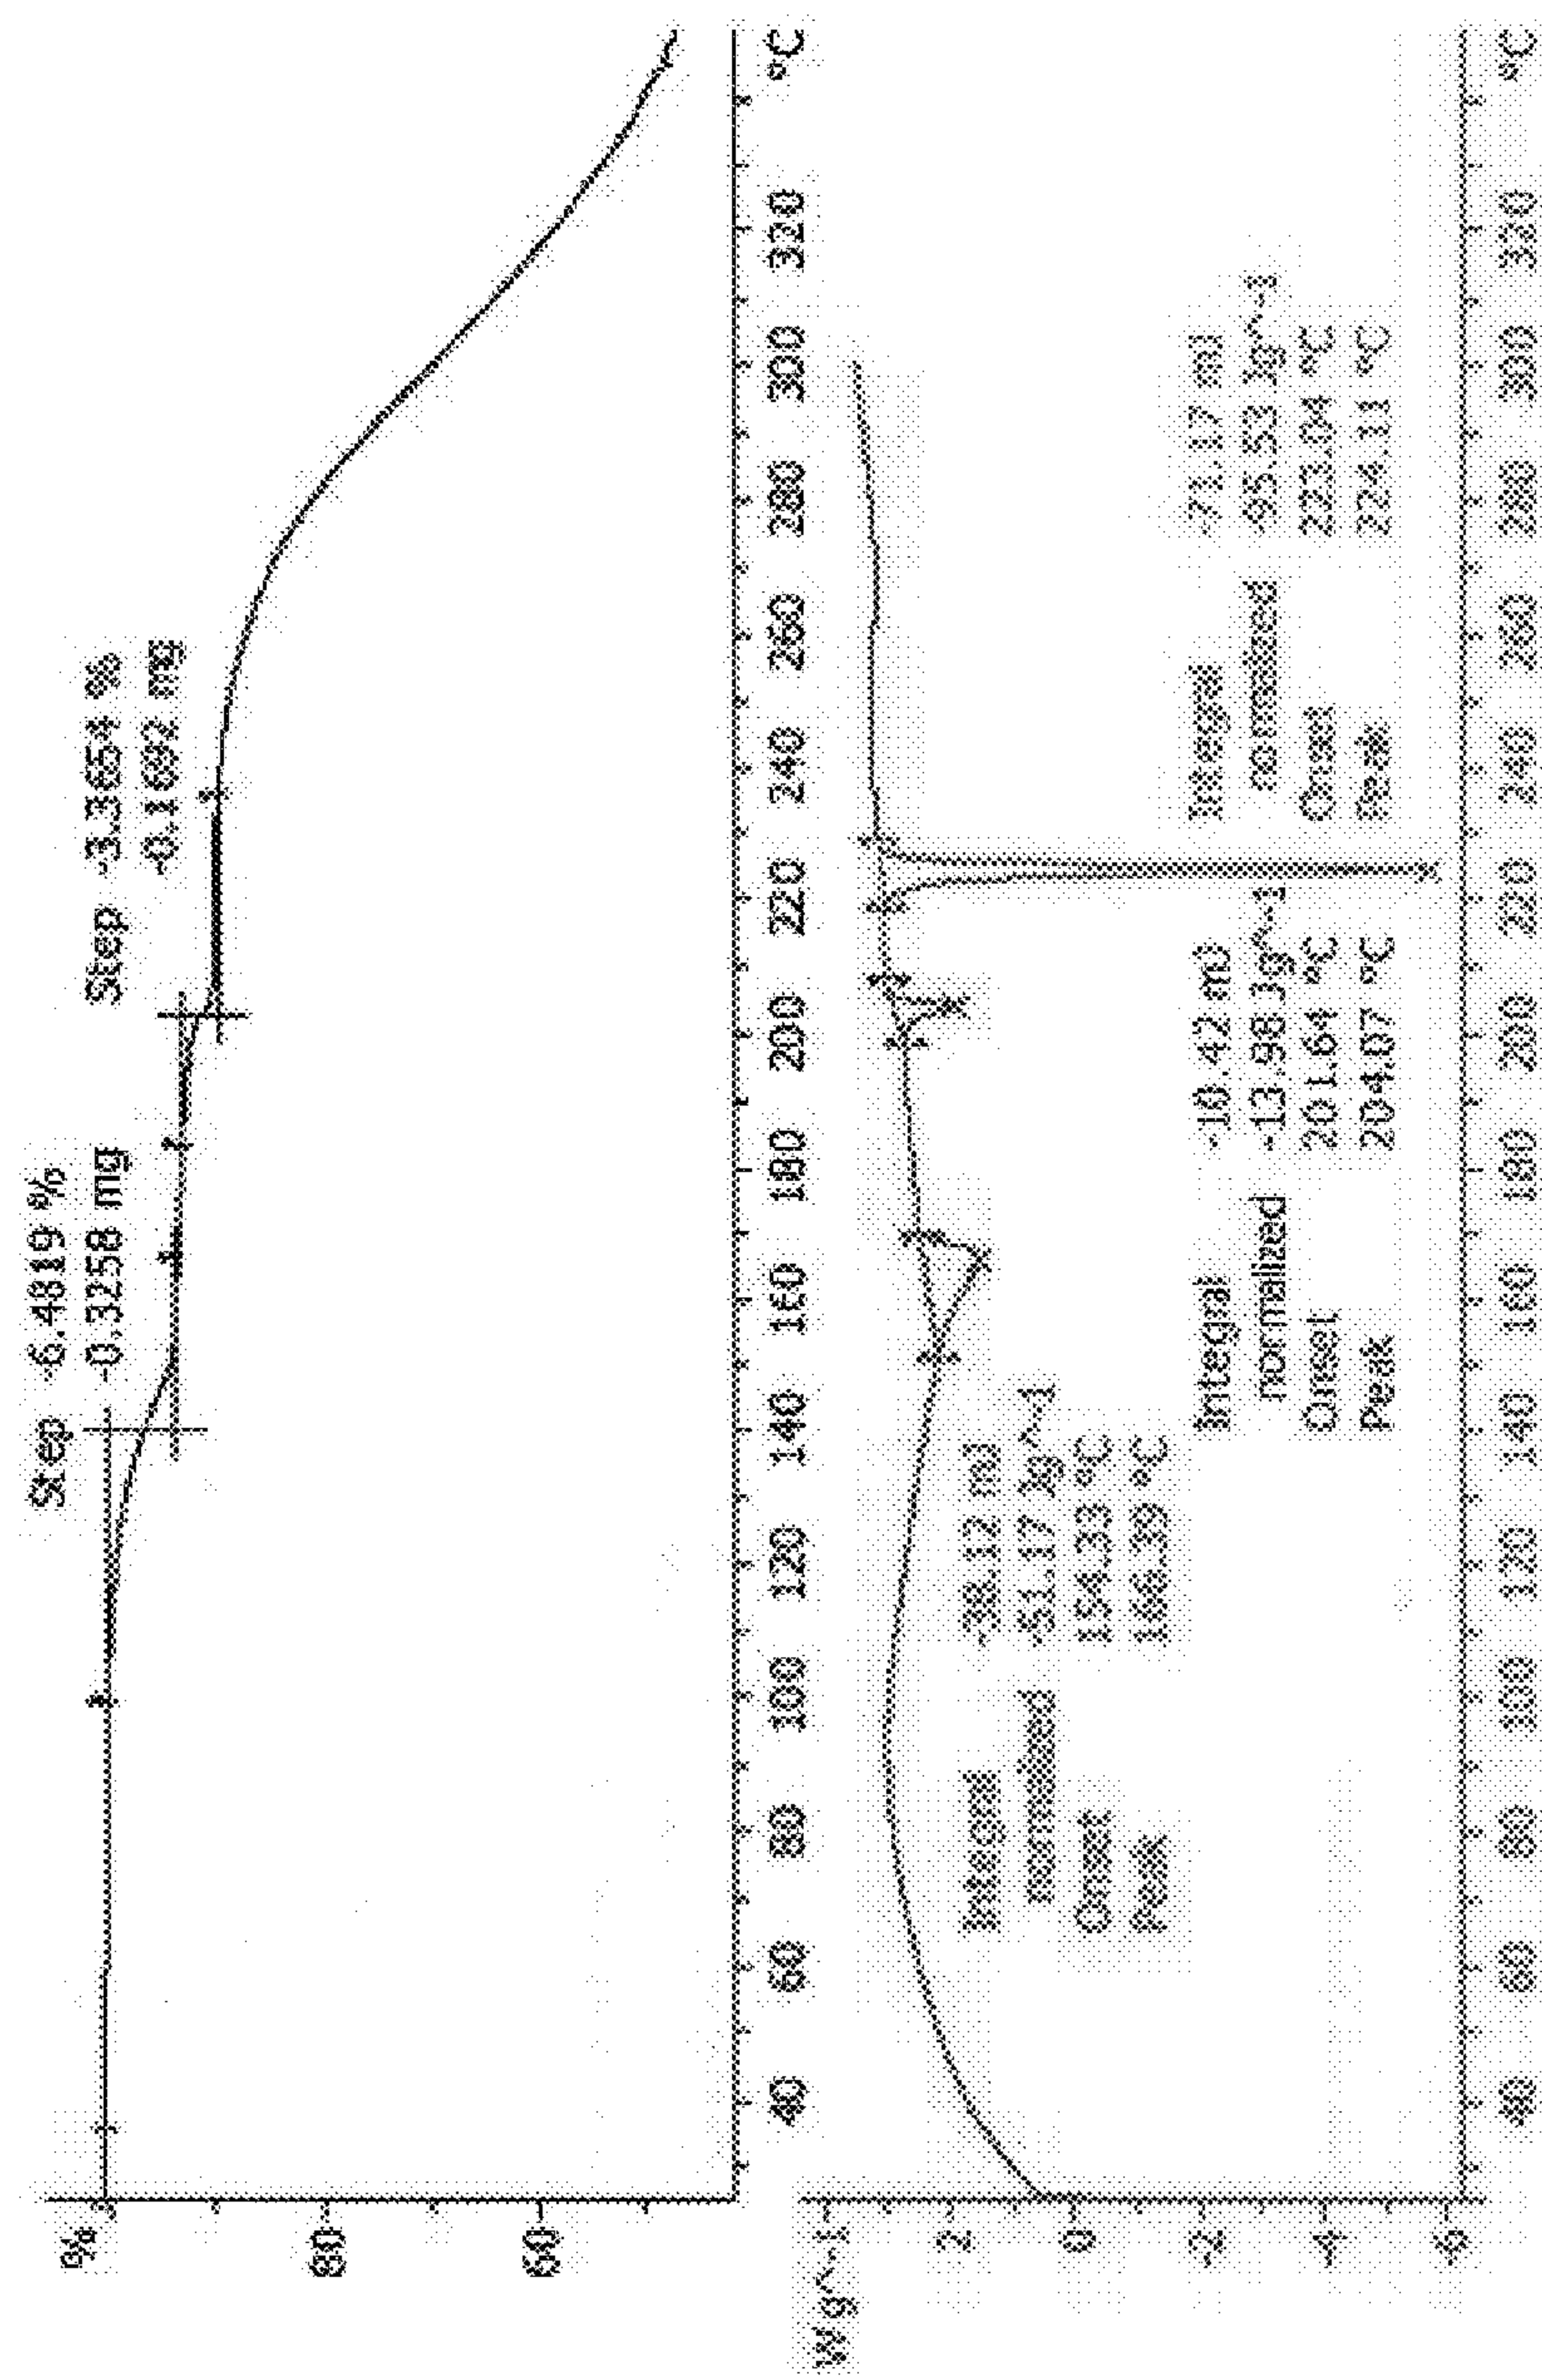 %
80
60
Step -6.4819 %
-0.3258 mg
Step -3.3654 %
-0.1692 mg
40 60 80 100 120 140 160 180 200 220 240 260 280 300 320 °C
Wg^-1
2
0
-2
-4
-6
Integral -38.12 mJ
normalized -51.17 Jg^-1
Onset 154.33 °C
Peak 166.39 °C
Integral -10.42 mJ
normalized -13.98 Jg^-1
Onset 201.64 °C
Peak 204.07 °C
Integral -71.17 mJ
normalized -95.53 Jg^-1
Onset 223.04 °C
Peak 224.11 °C
40 60 80 100 120 140 160 180 200 220 240 260 280 300 320 °C